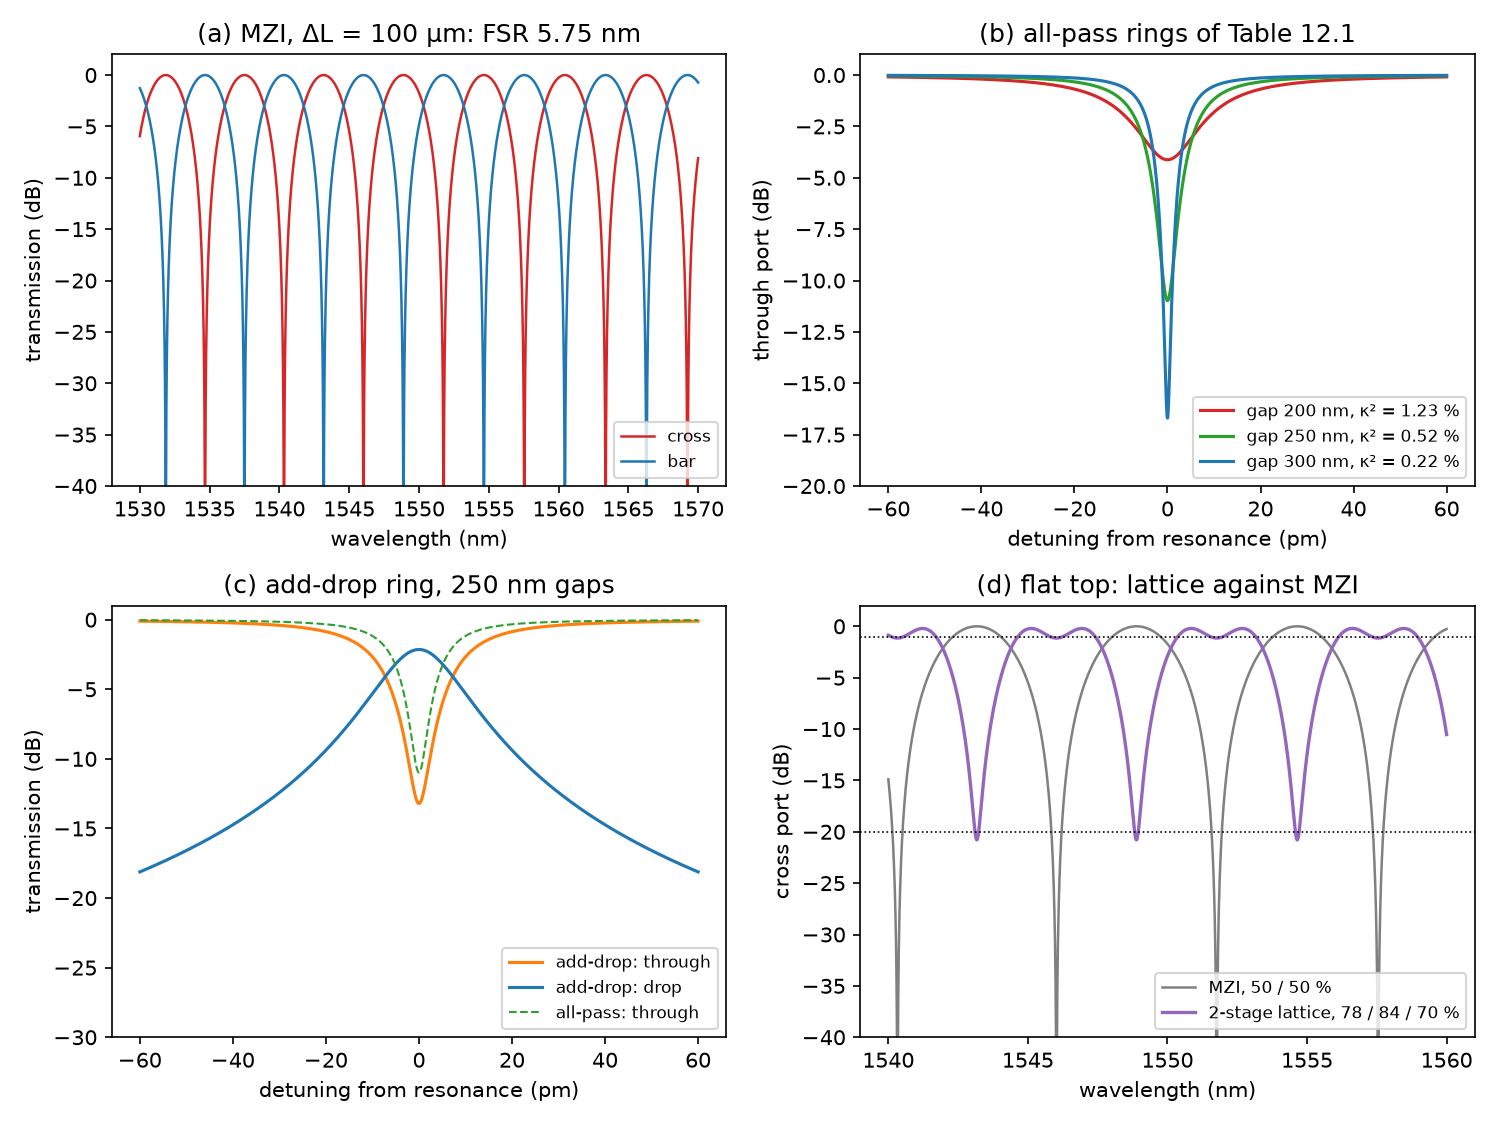 (a) MZI, ΔL = 100 μm: FSR 5.75 nm
transmission (dB)
0
−5
−10
−15
−20
−25
−30
−35
−40
cross
bar
1530 1535 1540 1545 1550 1555 1560 1565 1570
wavelength (nm)
(b) all-pass rings of Table 12.1
through port (dB)
0.0
−2.5
−5.0
−7.5
−10.0
−12.5
−15.0
−17.5
−20.0
gap 200 nm, κ² = 1.23 %
gap 250 nm, κ² = 0.52 %
gap 300 nm, κ² = 0.22 %
−60 −40 −20 0 20 40 60
detuning from resonance (pm)
(c) add-drop ring, 250 nm gaps
transmission (dB)
0
−5
−10
−15
−20
−25
−30
add-drop: through
add-drop: drop
all-pass: through
−60 −40 −20 0 20 40 60
detuning from resonance (pm)
(d) flat top: lattice against MZI
cross port (dB)
0
−5
−10
−15
−20
−25
−30
−35
−40
MZI, 50 / 50 %
2-stage lattice, 78 / 84 / 70 %
1540 1545 1550 1555 1560
wavelength (nm)